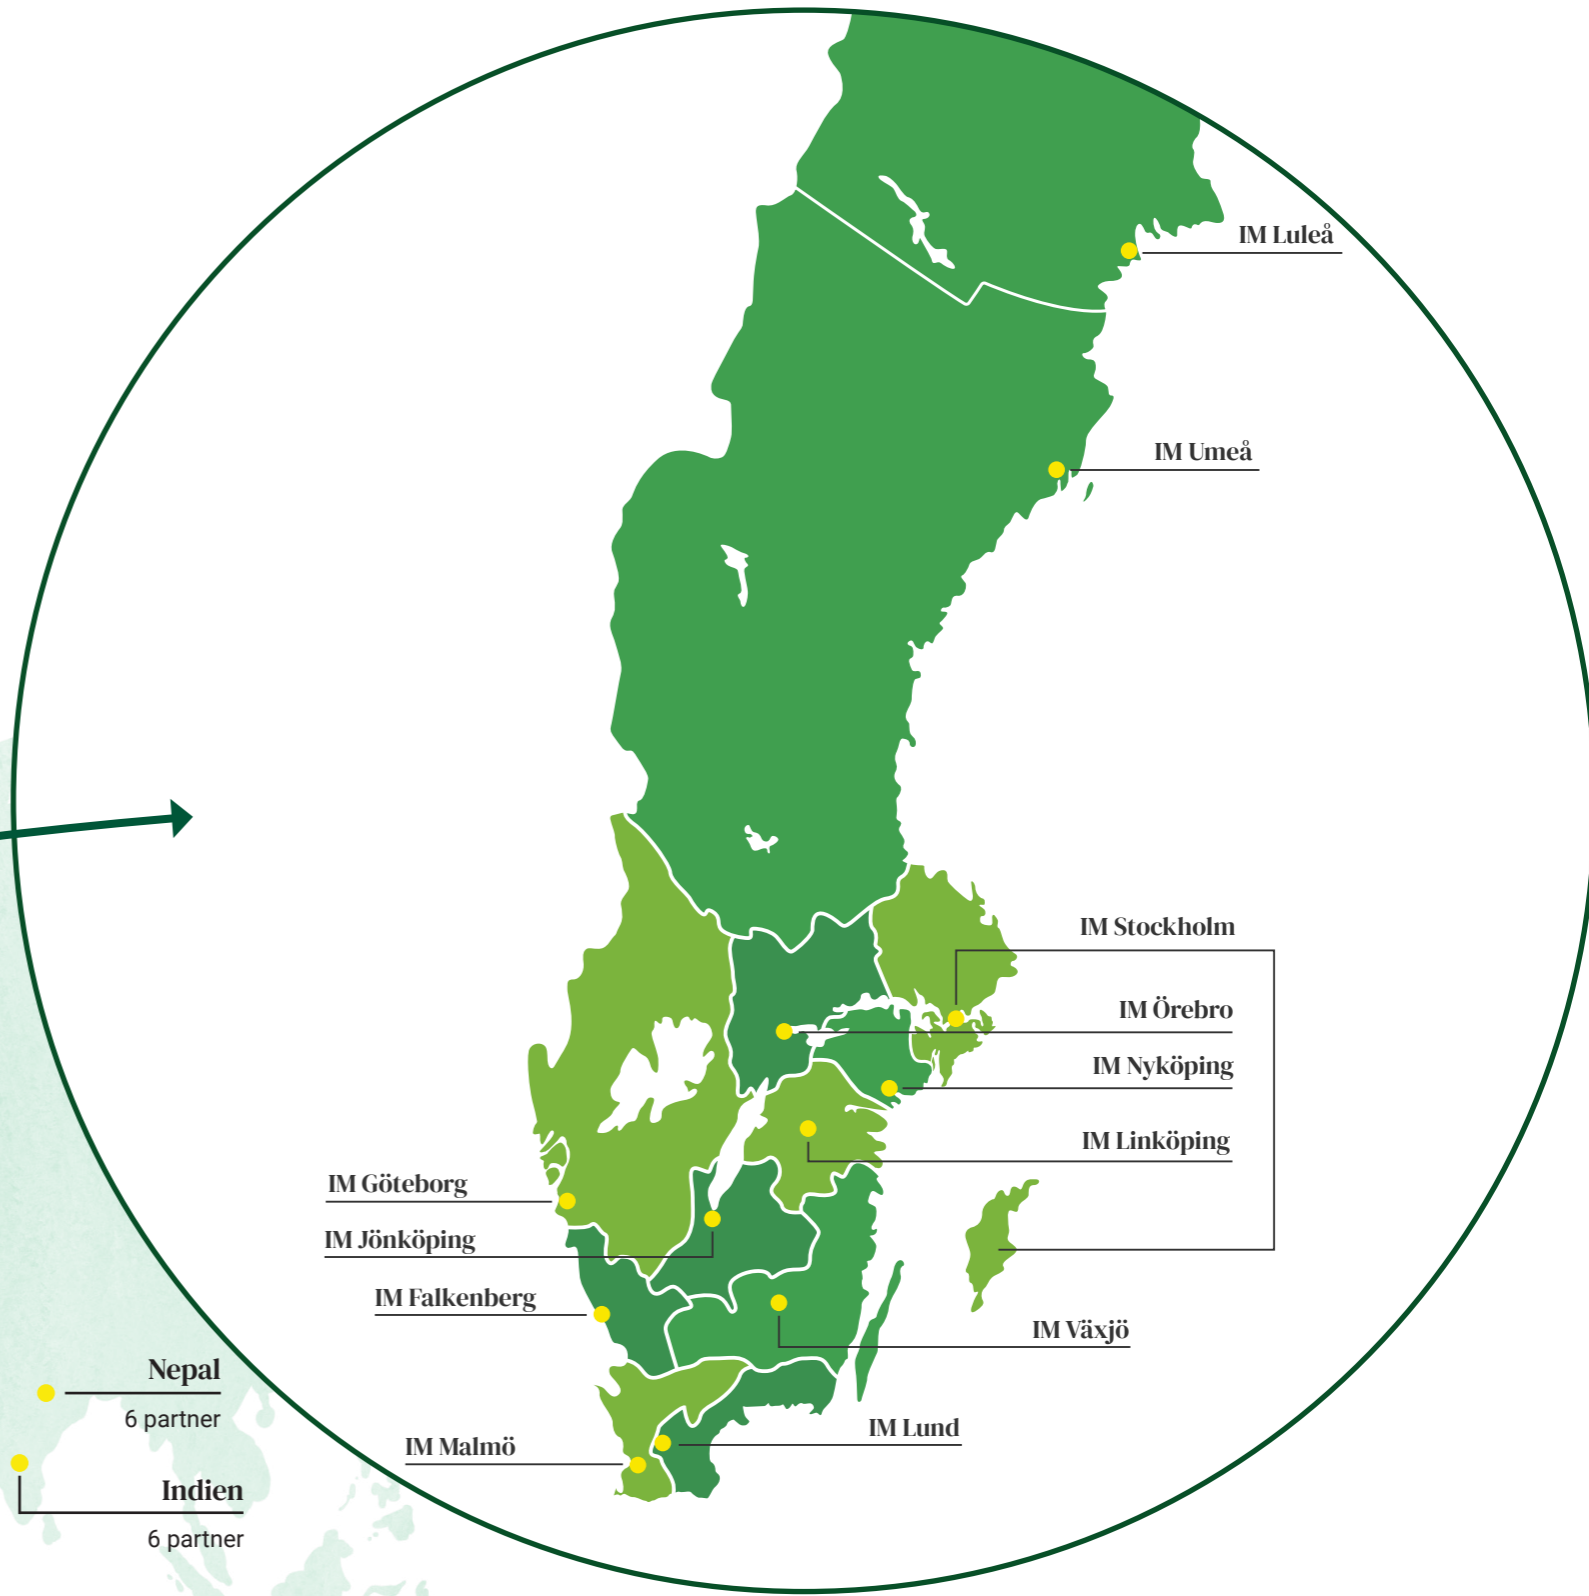 IM Luleå
IM Umeå
IM Stockholm
IM Örebro
IM Nyköping
IM Linköping
IM Göteborg
IM Jönköping
IM Falkenberg
IM Växjö
IM Lund
IM Malmö
Nepal
6 partner
Indien
6 partner